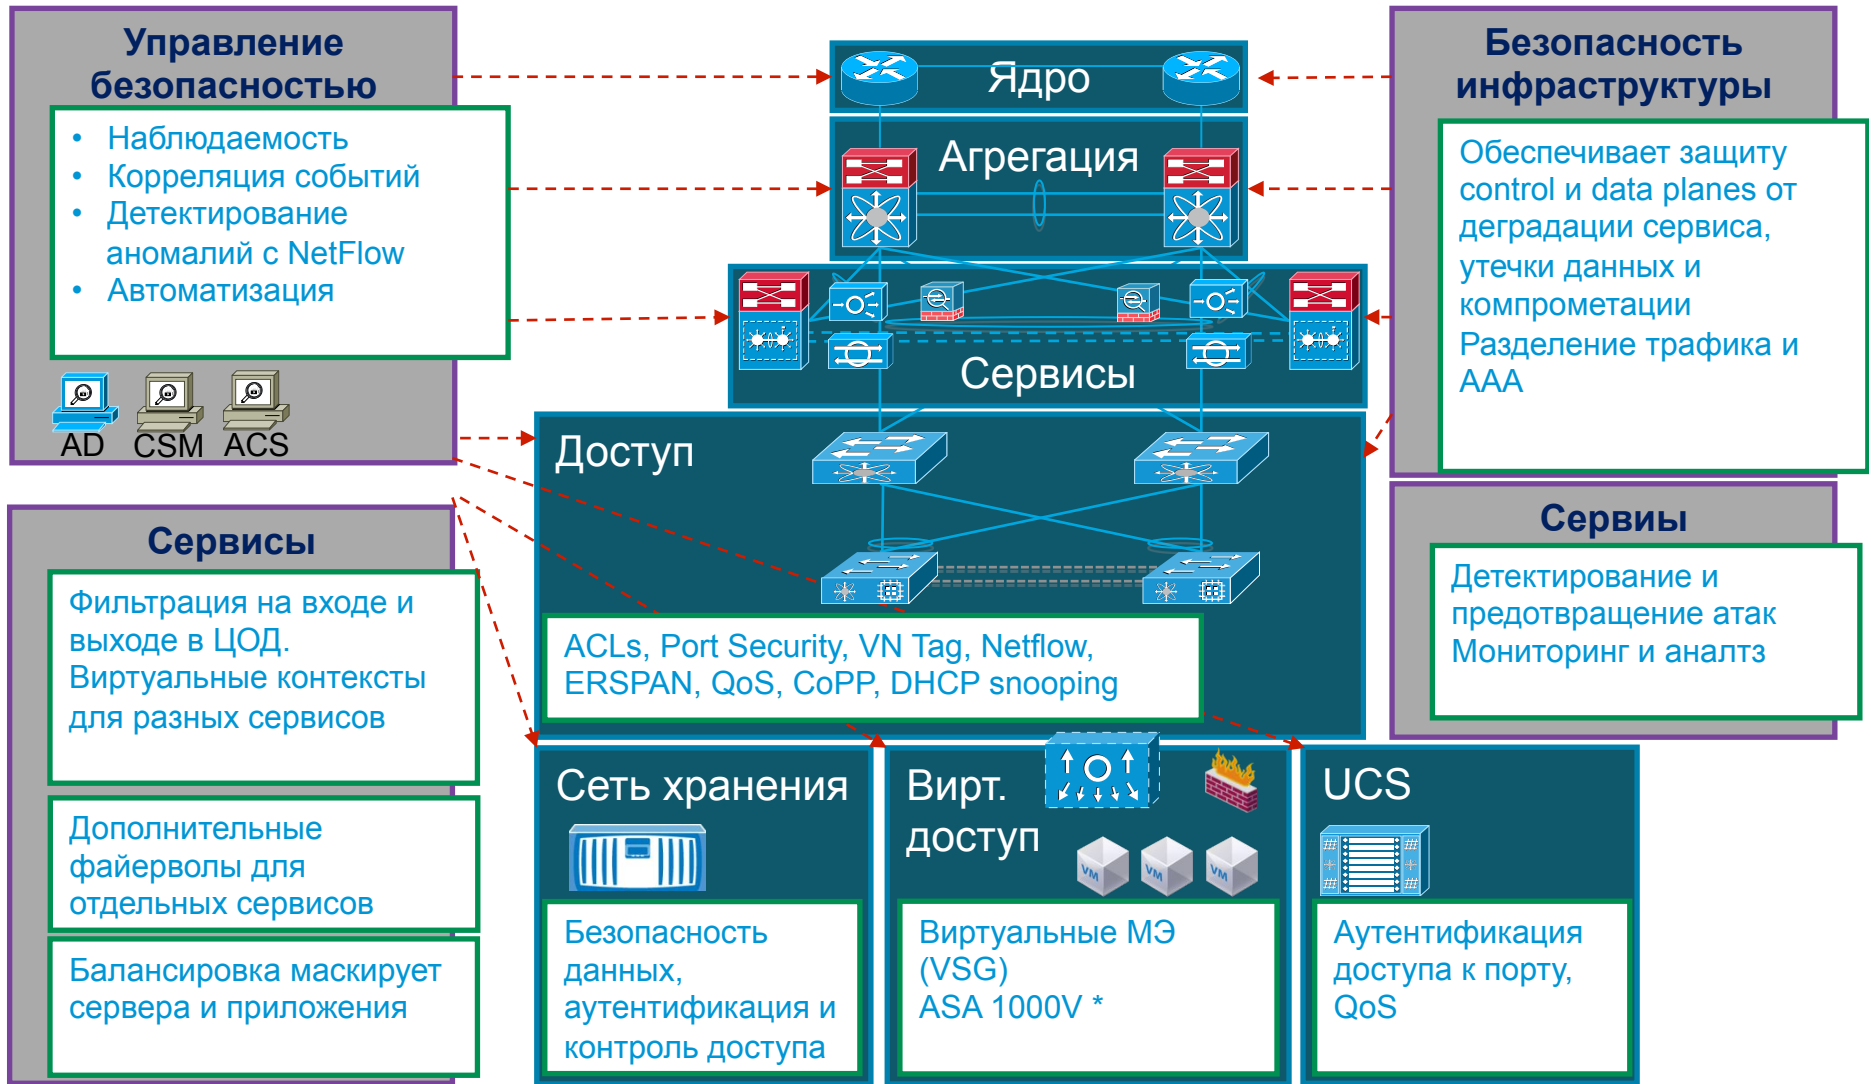 Управление
безопасностью
• Наблюдаемость
• Корреляция событий
• Детектирование
аномалий с NetFlow
• Автоматизация
AD
CSM
ACS
Сервисы
Фильтрация на входе и
выходе в ЦОД.
Виртуальные контексты
для разных сервисов
Дополнительные
файерволы для
отдельных сервисов
Балансировка маскирует
сервера и приложения
Ядро
Агрегация
Сервисы
Доступ
ACLs, Port Security, VN Tag, Netflow,
ERSPAN, QoS, CoPP, DHCP snooping
Сеть хранения
Безопасность
данных,
аутентификация и
контроль доступа
Вирт.
доступ
VM
VM
VM
Виртуальные МЭ
(VSG)
ASA 1000V *
UCS
Аутентификация
доступа к порту,
QoS
Безопасность
инфраструктуры
Обеспечивает защиту
control и data planes от
деградации сервиса,
утечки данных и
компрометации
Разделение трафика и
AAA
Сервиы
Детектирование и
предотвращение атак
Мониторинг и аналтз